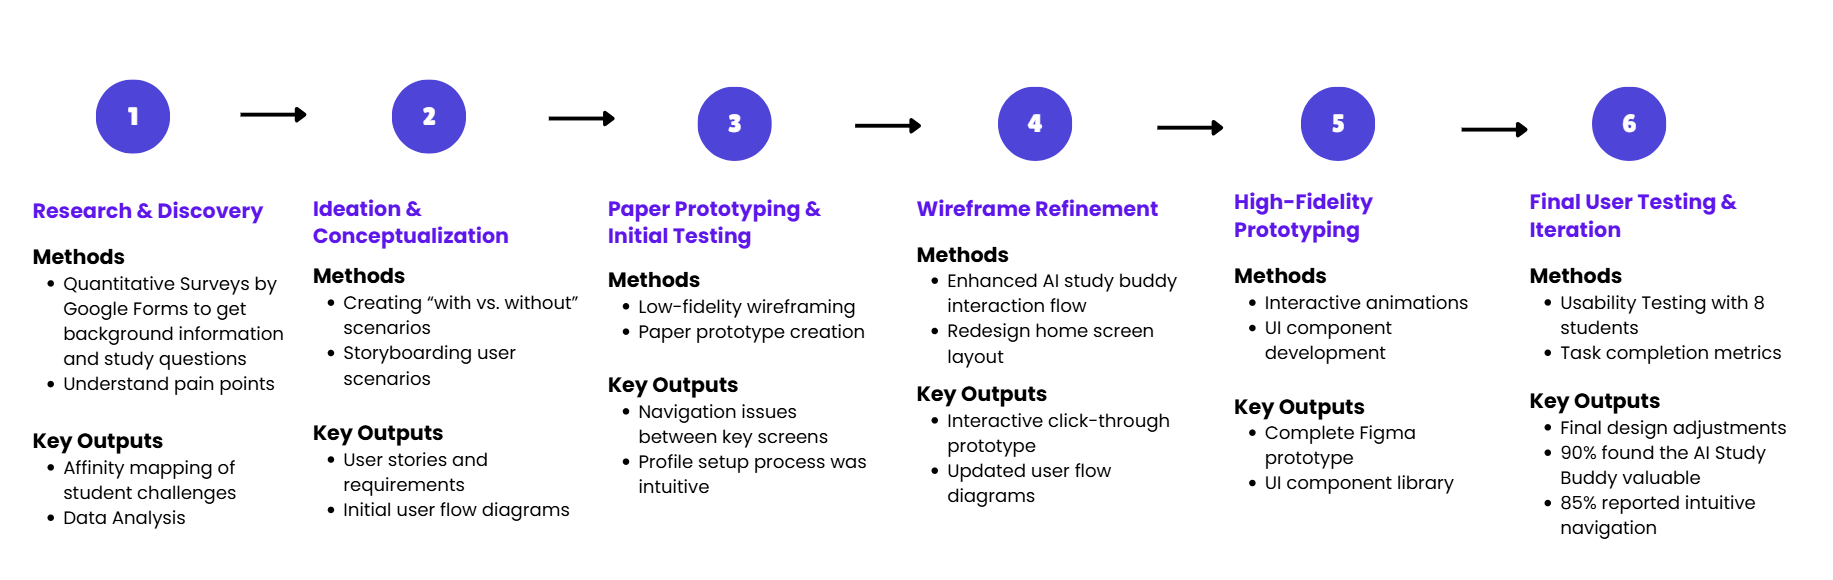 1
Research & Discovery
Methods
• Quantitative Surveys by
Google Forms to get
background information
and study questions
• Understand pain points
Key Outputs
• Affinity mapping of
student challenges
• Data Analysis
2
Ideation &
Conceptualization
Methods
• Creating “with vs. without”
scenarios
• Storyboarding user
scenarios
Key Outputs
• User stories and
requirements
• Initial user flow diagrams
3
Paper Prototyping &
Initial Testing
Methods
• Low-fidelity wireframing
• Paper prototype creation
Key Outputs
• Navigation issues
between key screens
• Profile setup process was
intuitive
4
Wireframe Refinement
Methods
• Enhanced AI study buddy
interaction flow
• Redesign home screen
layout
Key Outputs
• Interactive click-through
prototype
• Updated user flow
diagrams
5
High-Fidelity
Prototyping
Methods
• Interactive animations
• UI component
development
Key Outputs
• Complete Figma
prototype
• UI component library
6
Final User Testing &
Iteration
Methods
• Usability Testing with 8
students
• Task completion metrics
Key Outputs
• Final design adjustments
• 90% found the AI Study
Buddy valuable
• 85% reported intuitive
navigation